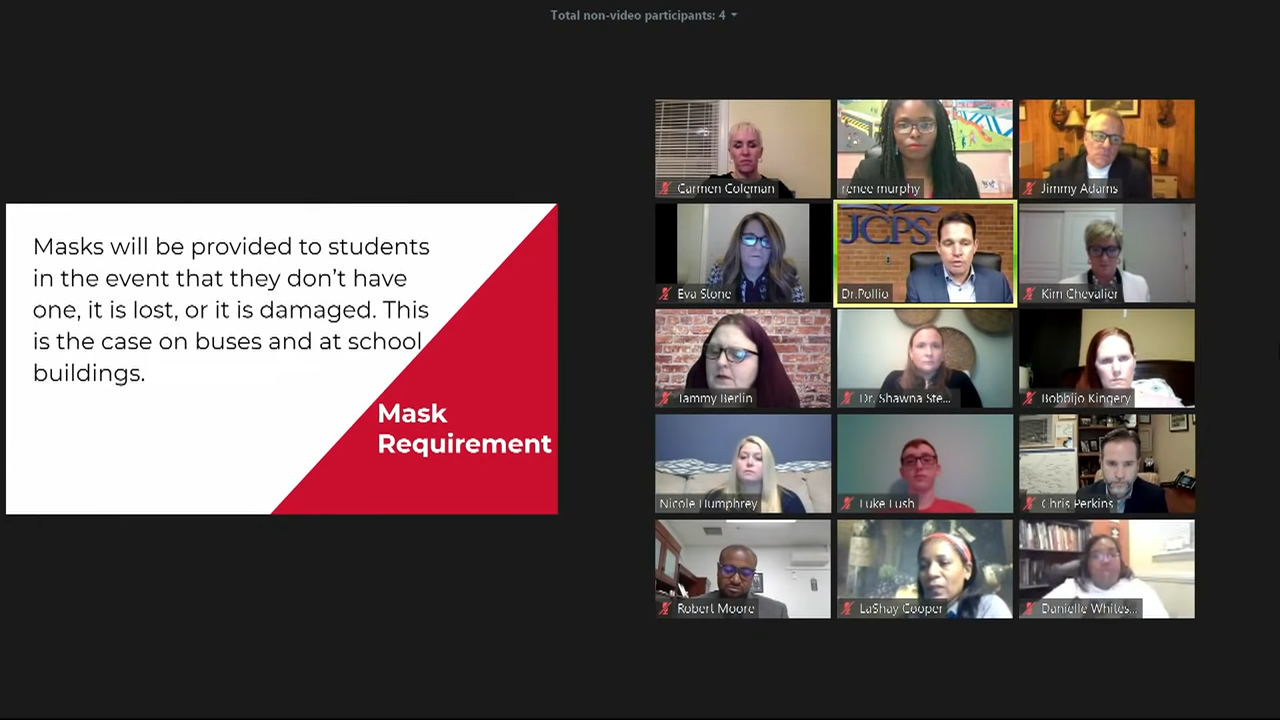 Total non-video participants: 4
Masks will be provided to students
in the event that they don't have
one, it is lost, or it is damaged. This
is the case on buses and at school
buildings.
Mask
Requirement
Carmen Coleman
renee murphy
Jimmy Adams
Eva Stone
JCPS
Dr.Pollio
Kim Chevalier
Tammy Berlin
Dr. Shawna Ste...
Bobbijo Kingery
Nicole Humphrey
Luke Lush
Chris Perkins
Robert Moore
LaShay Cooper
Danielle Whites...